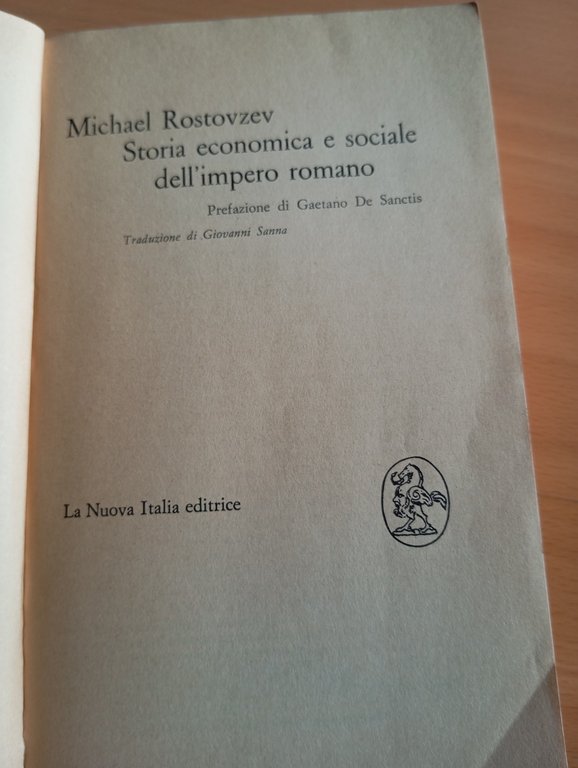 Michael Rostovzev
Storia economica e sociale
dell'impero romano
Prefazione di Gaetano De Sanctis
Traduzione di Giovanni Sanna
La Nuova Italia editrice